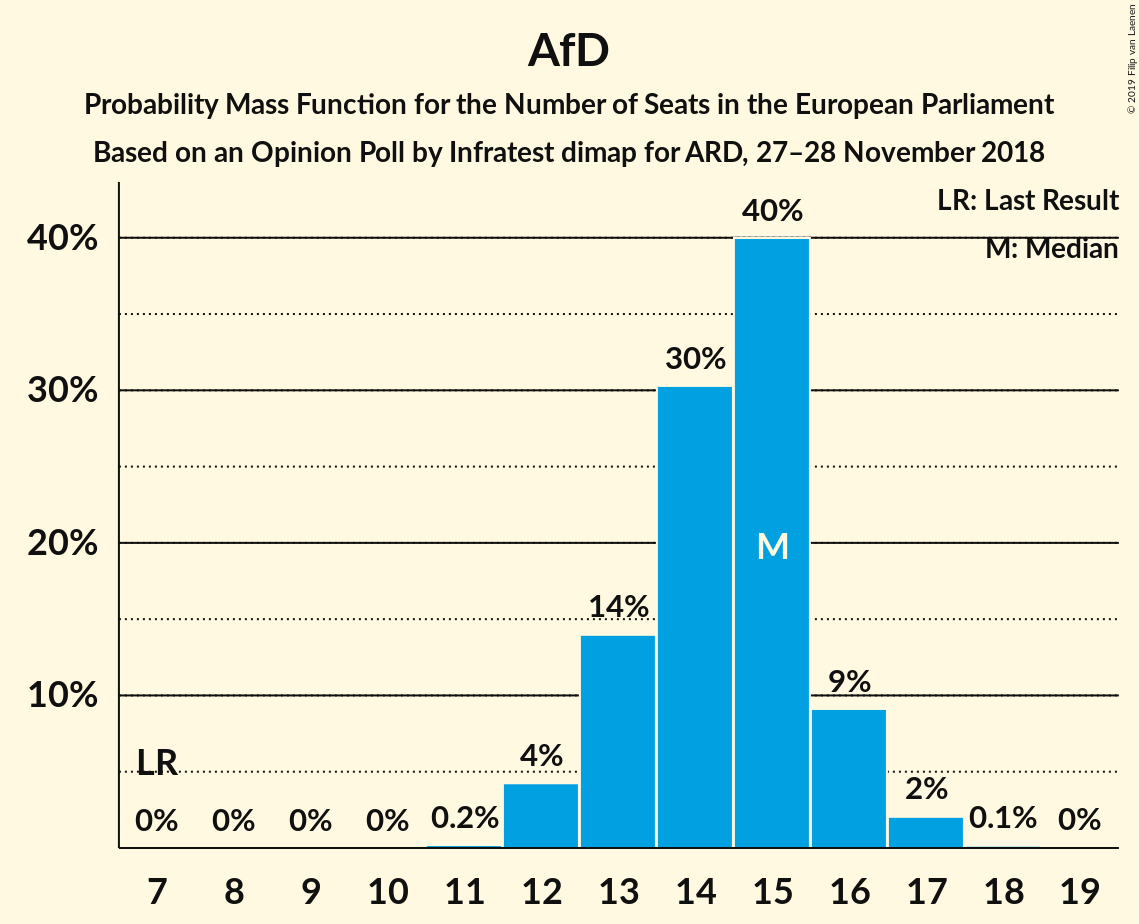 AfD
Probability Mass Function for the Number of Seats in the European Parliament
Based on an Opinion Poll by Infratest dimap for ARD, 27–28 November 2018
© 2019 Filip van Laenen
LR: Last Result
M: Median
40%
30%
20%
10%
LR
0%
0%
0%
0%
0.2%
4%
14%
30%
40%
M
9%
2%
0.1%
0%
7 8 9 10 11 12 13 14 15 16 17 18 19